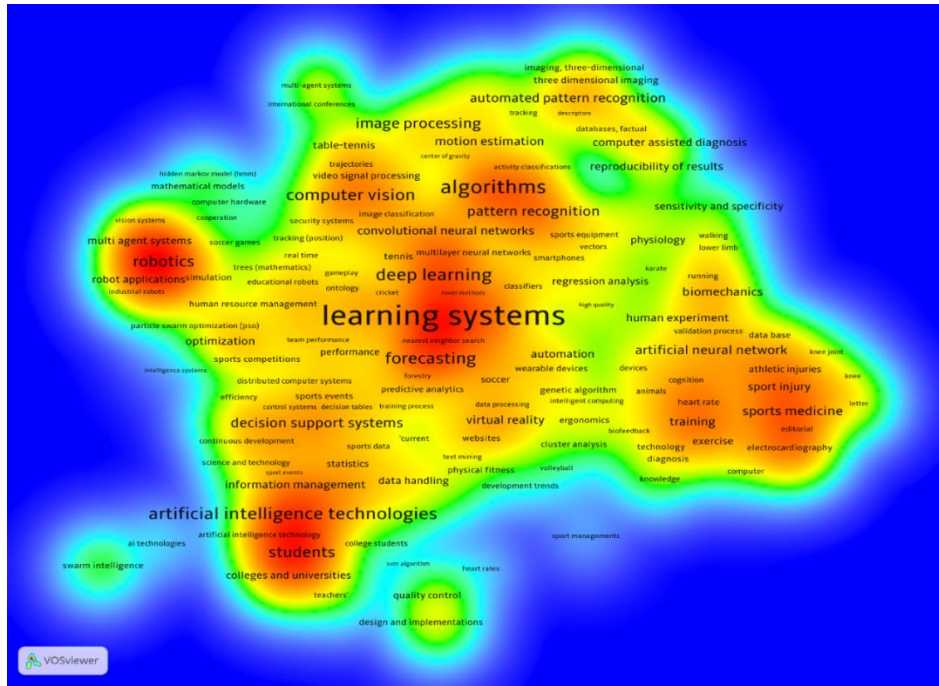 imaging, three-dimensional
three dimensional imaging
multi-agent systems
automated pattern recognition
international conferences
tracking
descriptors
image processing
databases, factual
table-tennis
motion estimation
computer assisted diagnosis
center of gravity
trajectories
activity classifications
reproducibility of results
hidden markov model (hmm)
video signal processing
mathematical models
computer vision
algorithms
computer hardware
sensitivity and specificity
vision systems
cooperation
security systems
image classification
pattern recognition
convolutional neural networks
sports equipment
walking
multi agent systems
soccer games
tracking (position)
vectors
physiology
lower limb
real time
tennis
multilayer neural networks
smartphones
robotics
trees (mathematics)
gameplay
deep learning
karate
robot applications
simulation
educational robots
ontology
classifiers
regression analysis
running
industrial robots
cricket
novel methods
biomechanics
human resource management
high quality
learning systems
human experiment
particle swarm optimization (pso)
validation process
data base
optimization
team performance
nearest neighbor search
performance
sports competitions
forecasting
automation
artificial neural network
knee joint
intelligence systems
wearable devices
devices
athletic injuries
distributed computer systems
forestry
soccer
cognition
knee
efficiency
sports events
predictive analytics
genetic algorithm
animals
sport injury
control systems
decision tables
training process
data processing
intelligent computing
heart rate
letter
decision support systems
virtual reality
ergonomics
training
sports medicine
biofeedback
editorial
continuous development
sports data
'current
websites
cluster analysis
technology
exercise
electrocardiography
science and technology
statistics
text mining
diagnosis
sport events
physical fitness
volleyball
computer
information management
data handling
development trends
knowledge
artificial intelligence technologies
artificial intelligence technology
sport managements
ai technologies
students
college students
swarm intelligence
svm algorithm
heart rates
colleges and universities
teachers'
quality control
design and implementations
VOSviewer